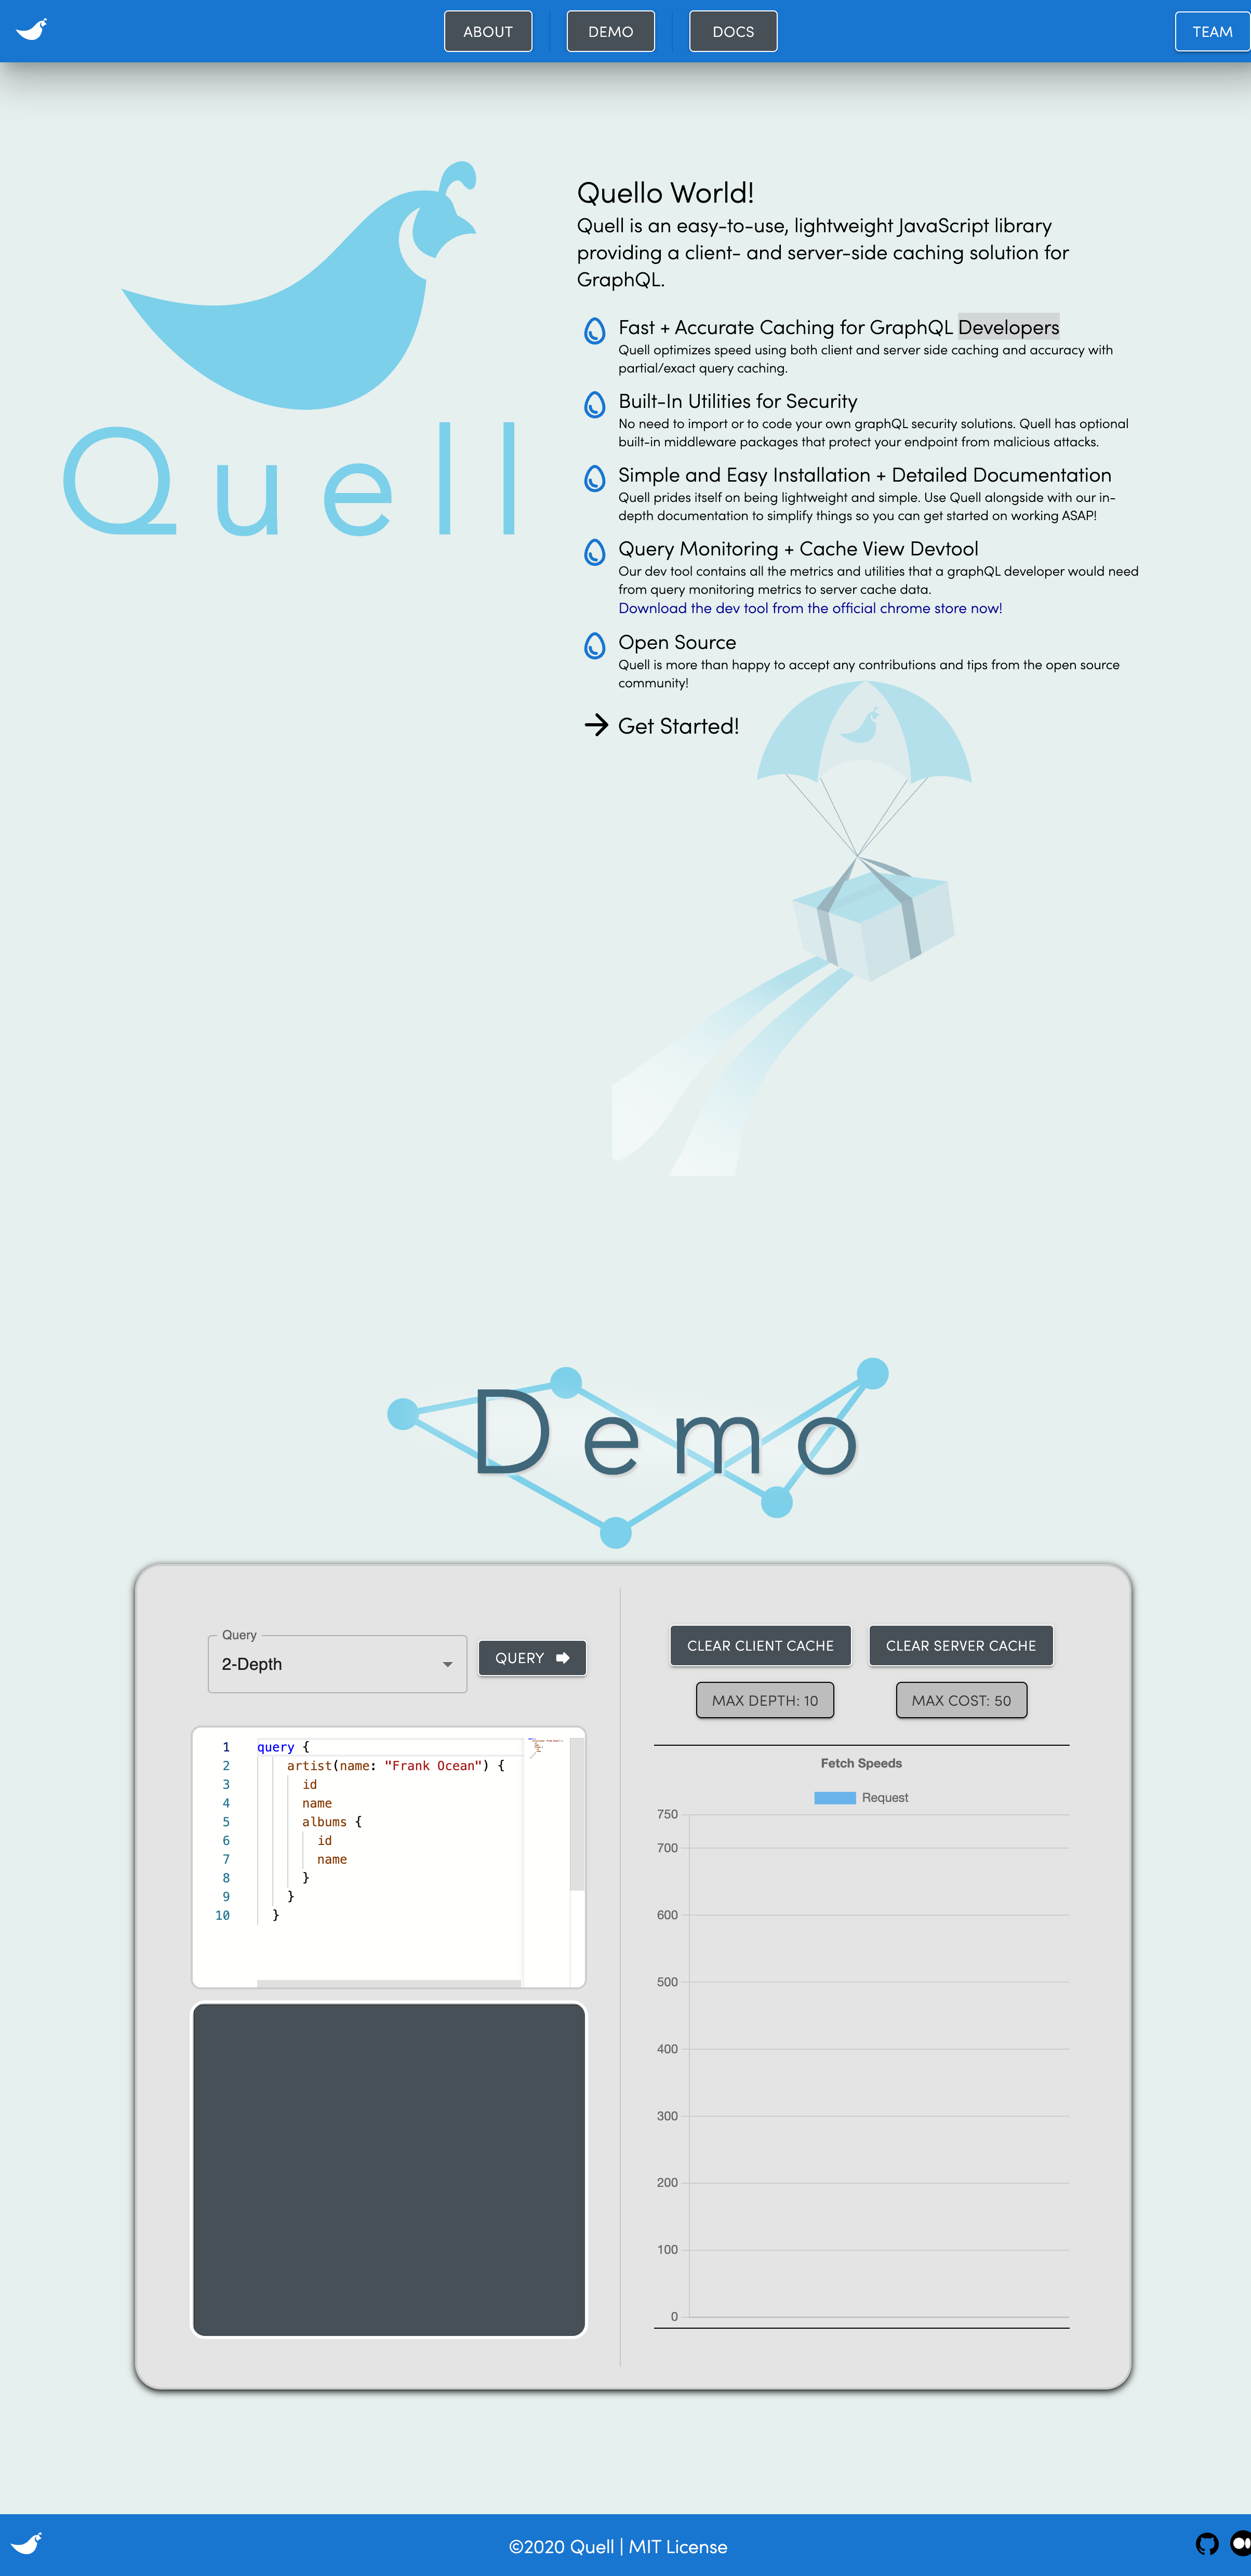 ABOUT
DEMO
DOCS
TEAM
Quell
Quello World!
Quell is an easy-to-use, lightweight JavaScript library
providing a client- and server-side caching solution for
GraphQL.
Fast + Accurate Caching for GraphQL Developers
Quell optimizes speed using both client and server side caching and accuracy with
partial/exact query caching.
Built-In Utilities for Security
No need to import or to code your own graphQL security solutions. Quell has optional
built-in middleware packages that protect your endpoint from malicious attacks.
Simple and Easy Installation + Detailed Documentation
Quell prides itself on being lightweight and simple. Use Quell alongside with our in-
depth documentation to simplify things so you can get started on working ASAP!
Query Monitoring + Cache View Devtool
Our dev tool contains all the metrics and utilities that a graphQL developer would need
from query monitoring metrics to server cache data.
Download the dev tool from the official chrome store now!
Open Source
Quell is more than happy to accept any contributions and tips from the open source
community!
Get Started!
Demo
Query
2-Depth
QUERY
1 query {
2 artist(name: "Frank Ocean") {
3 id
4 name
5 albums {
6 id
7 name
8 }
9 }
10 }
CLEAR CLIENT CACHE
CLEAR SERVER CACHE
MAX DEPTH: 10
MAX COST: 50
Fetch Speeds
Request
750
700
600
500
400
300
200
100
0
©2020 Quell | MIT License